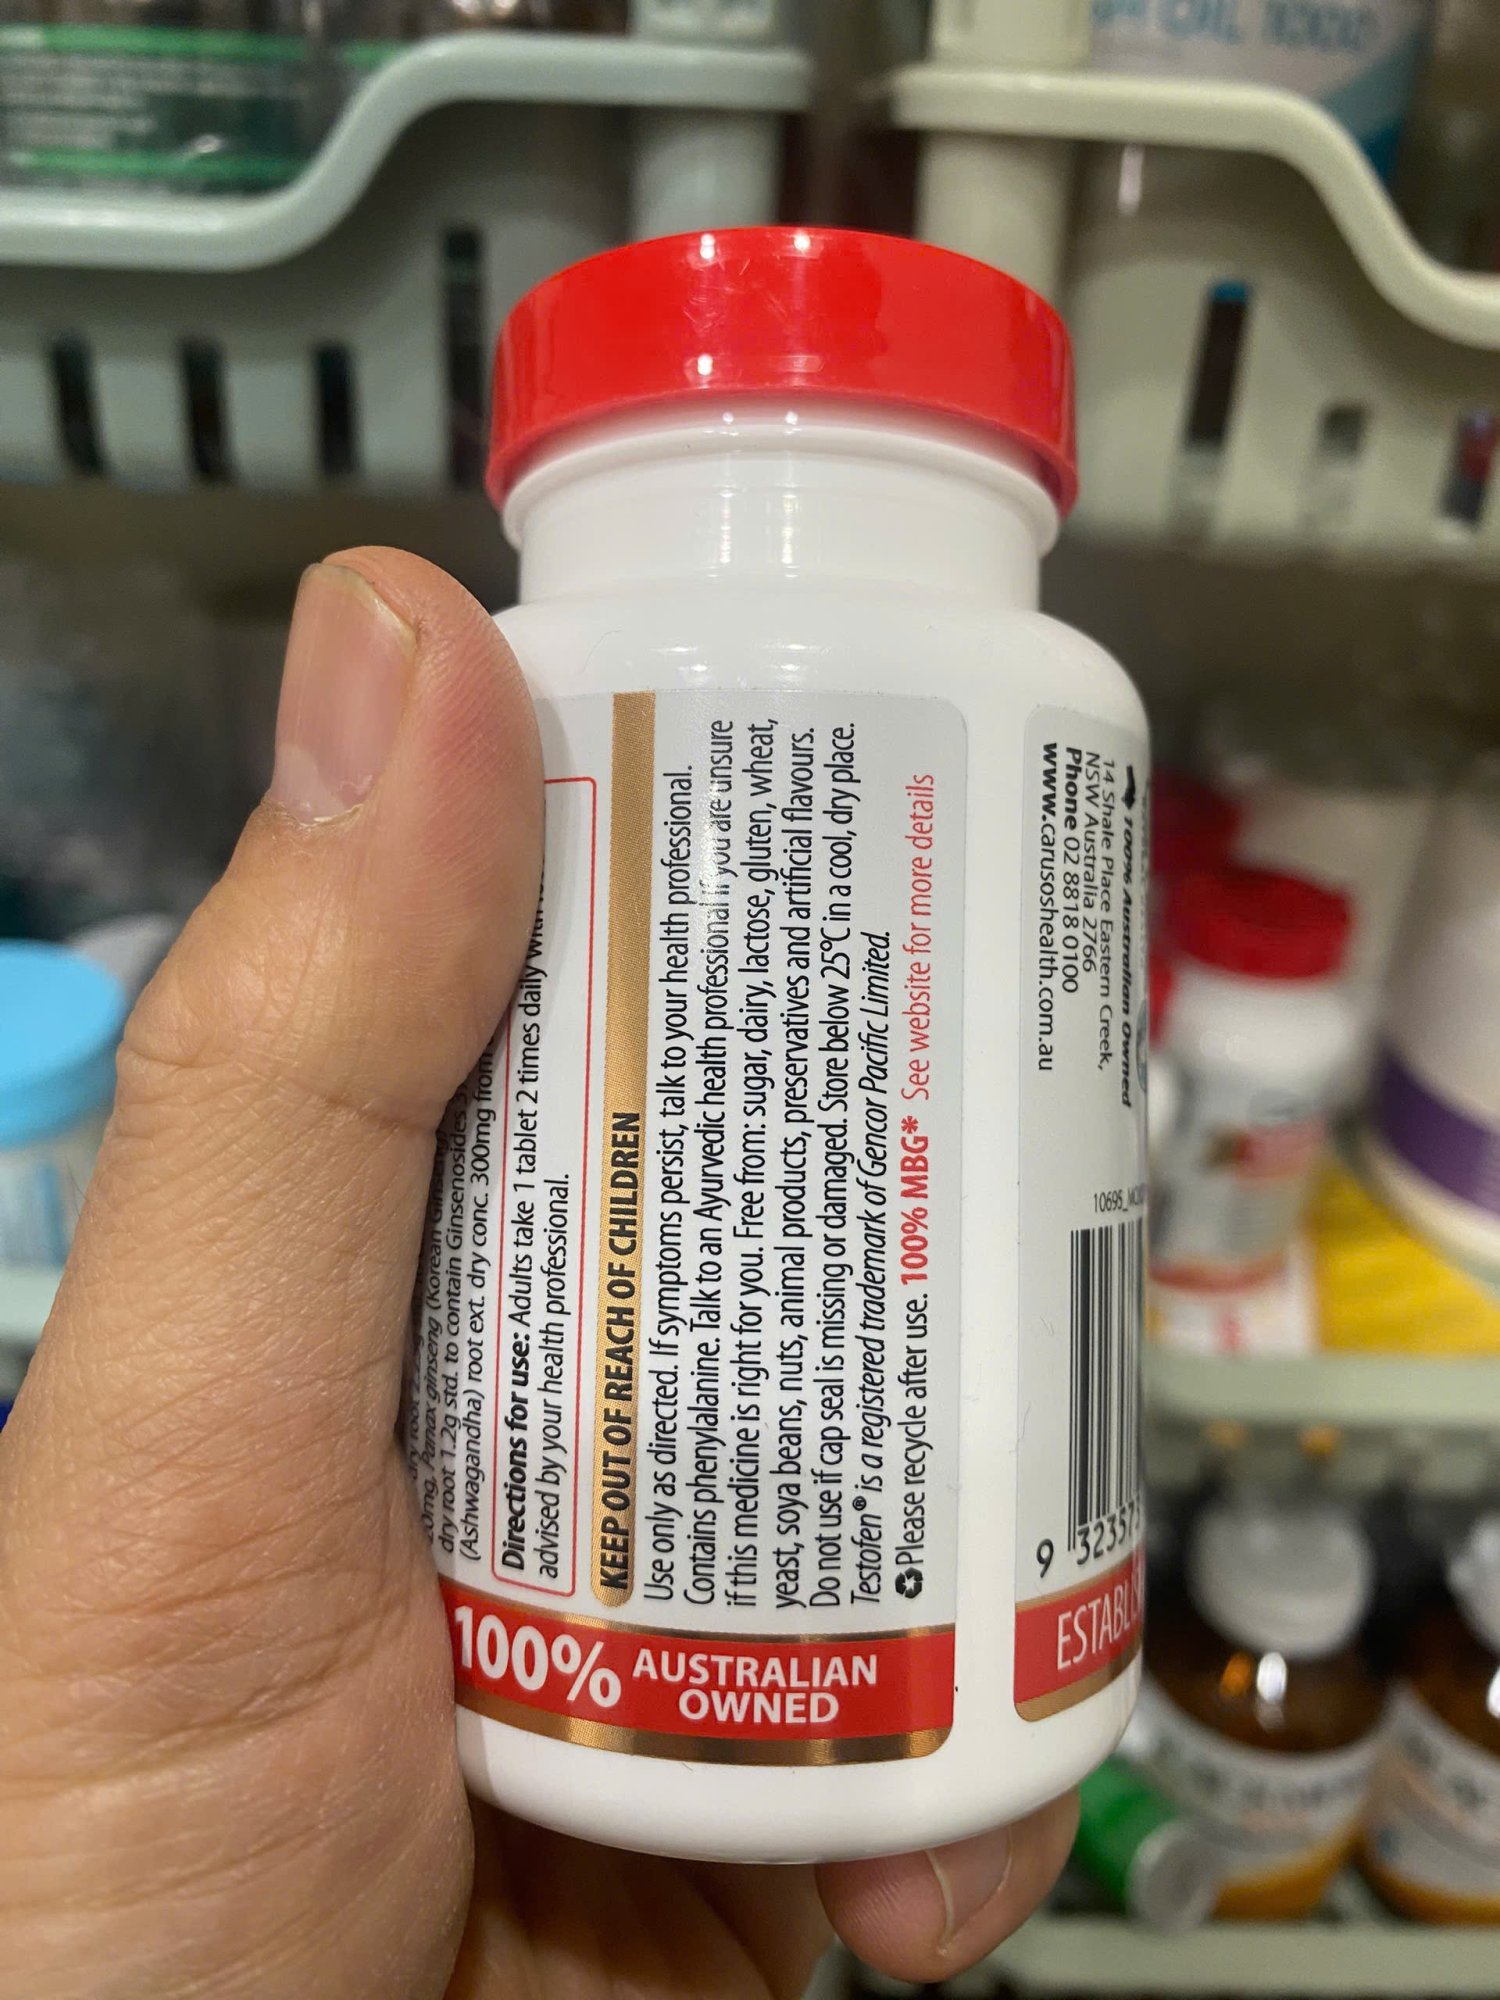 OIL 1000
dry root 1.2g std. to contain Ginsenosides
(Ashwagandha) root ext. dry conc. 300mg from
Directions for use: Adults take 1 tablet 2 times daily
advised by your health professional.
KEEP OUT OF REACH OF CHILDREN
Use only as directed. If symptoms persist, talk to your health professional.
Contains phenylalanine. Talk to an Ayurvedic health professional if you are unsure
if this medicine is right for you. Free from: sugar, dairy, lactose, gluten, wheat,
yeast, soya beans, nuts, animal products, preservatives and artificial flavours.
Do not use if cap seal is missing or damaged. Store below 25°C in a cool, dry place.
Testofen® is a registered trademark of Gencor Pacific Limited.
Please recycle after use. 100% MBG* See website for more details
100% AUSTRALIAN
OWNED
100% Australian Owned
14 Shale Place Eastern Creek,
NSW Australia 2766
Phone 02 8818 0100
www.carusoshealth.com.au
9 323573